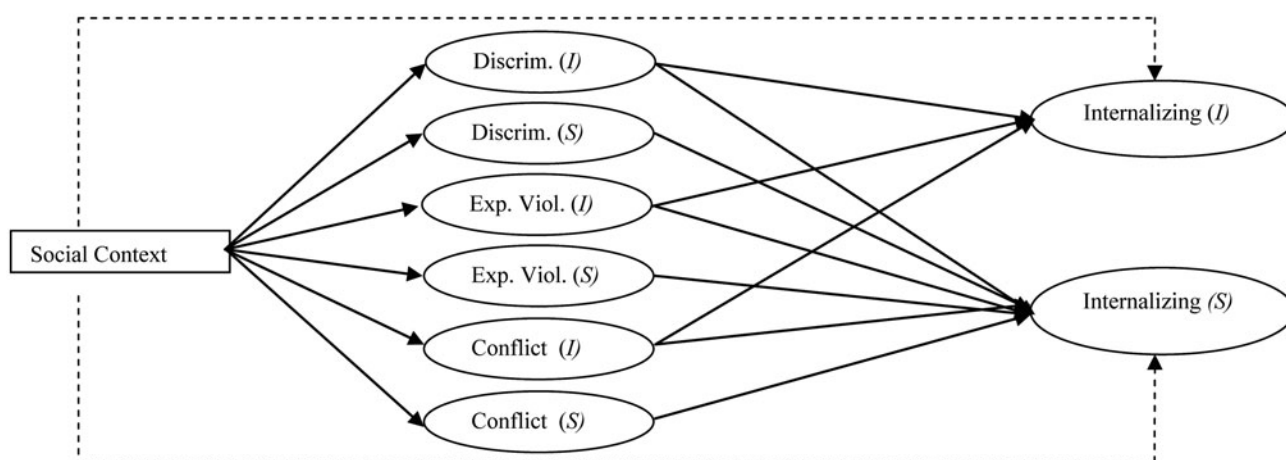 Discrim. (I)
Discrim. (S)
Exp. Viol. (I)
Exp. Viol. (S)
Conflict (I)
Conflict (S)
Social Context
Internalizing (I)
Internalizing (S)